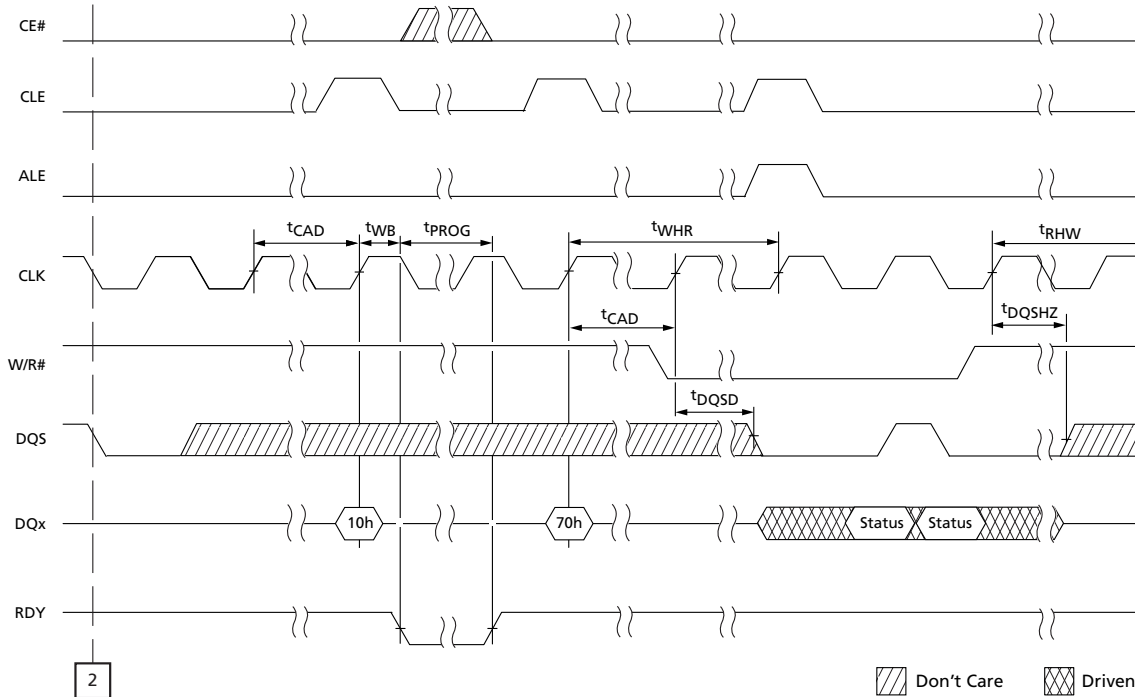 CE#
CLE
ALE
tCAD tWB tPROG tWHR tRHW
CLK
tCAD tDQSHZ
W/R#
tDQSD
DQS
DQx 10h 70h Status Status
RDY
2 Don't Care Driven